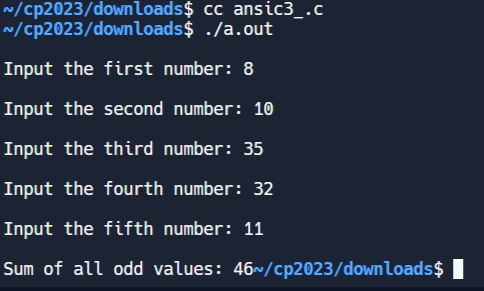 ~/cp2023/downloads$ cc ansic3_.c
~/cp2023/downloads$ ./a.out
Input the first number: 8
Input the second number: 10
Input the third number: 35
Input the fourth number: 32
Input the fifth number: 11
Sum of all odd values: 46~/cp2023/downloads$